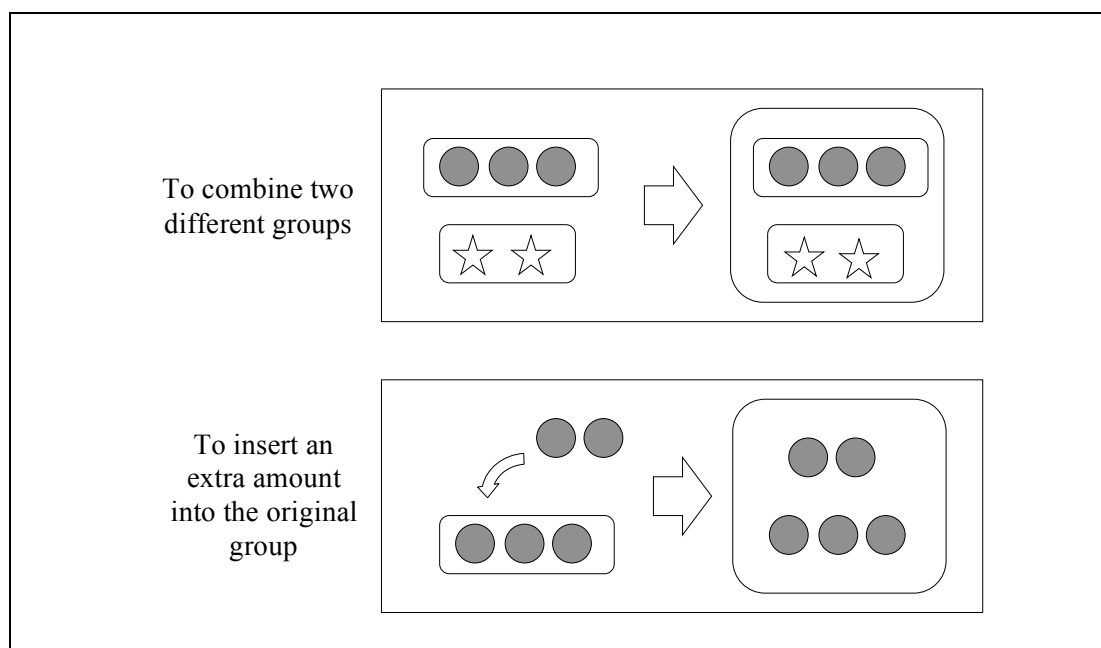 To combine two
different groups
To insert an
extra amount
into the original
group